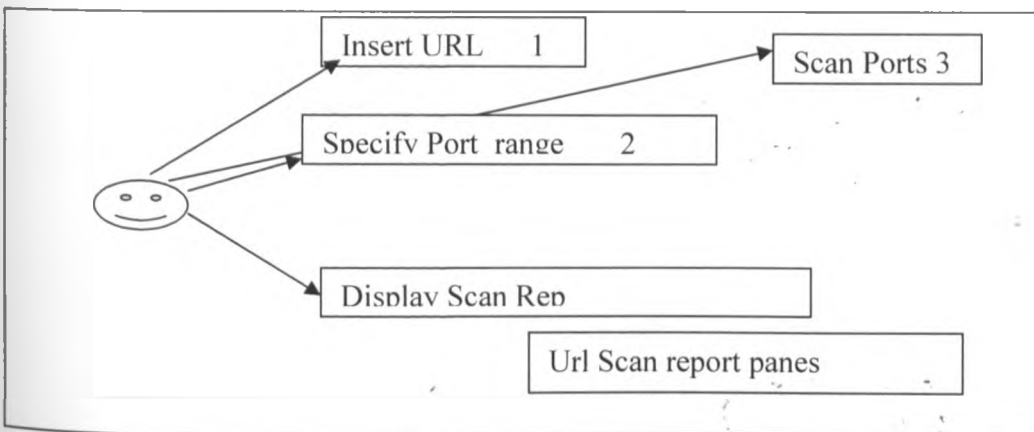 Insert URL 1
Scan Ports 3
Specify Port range 2
Display Scan Rep
Url Scan report panes